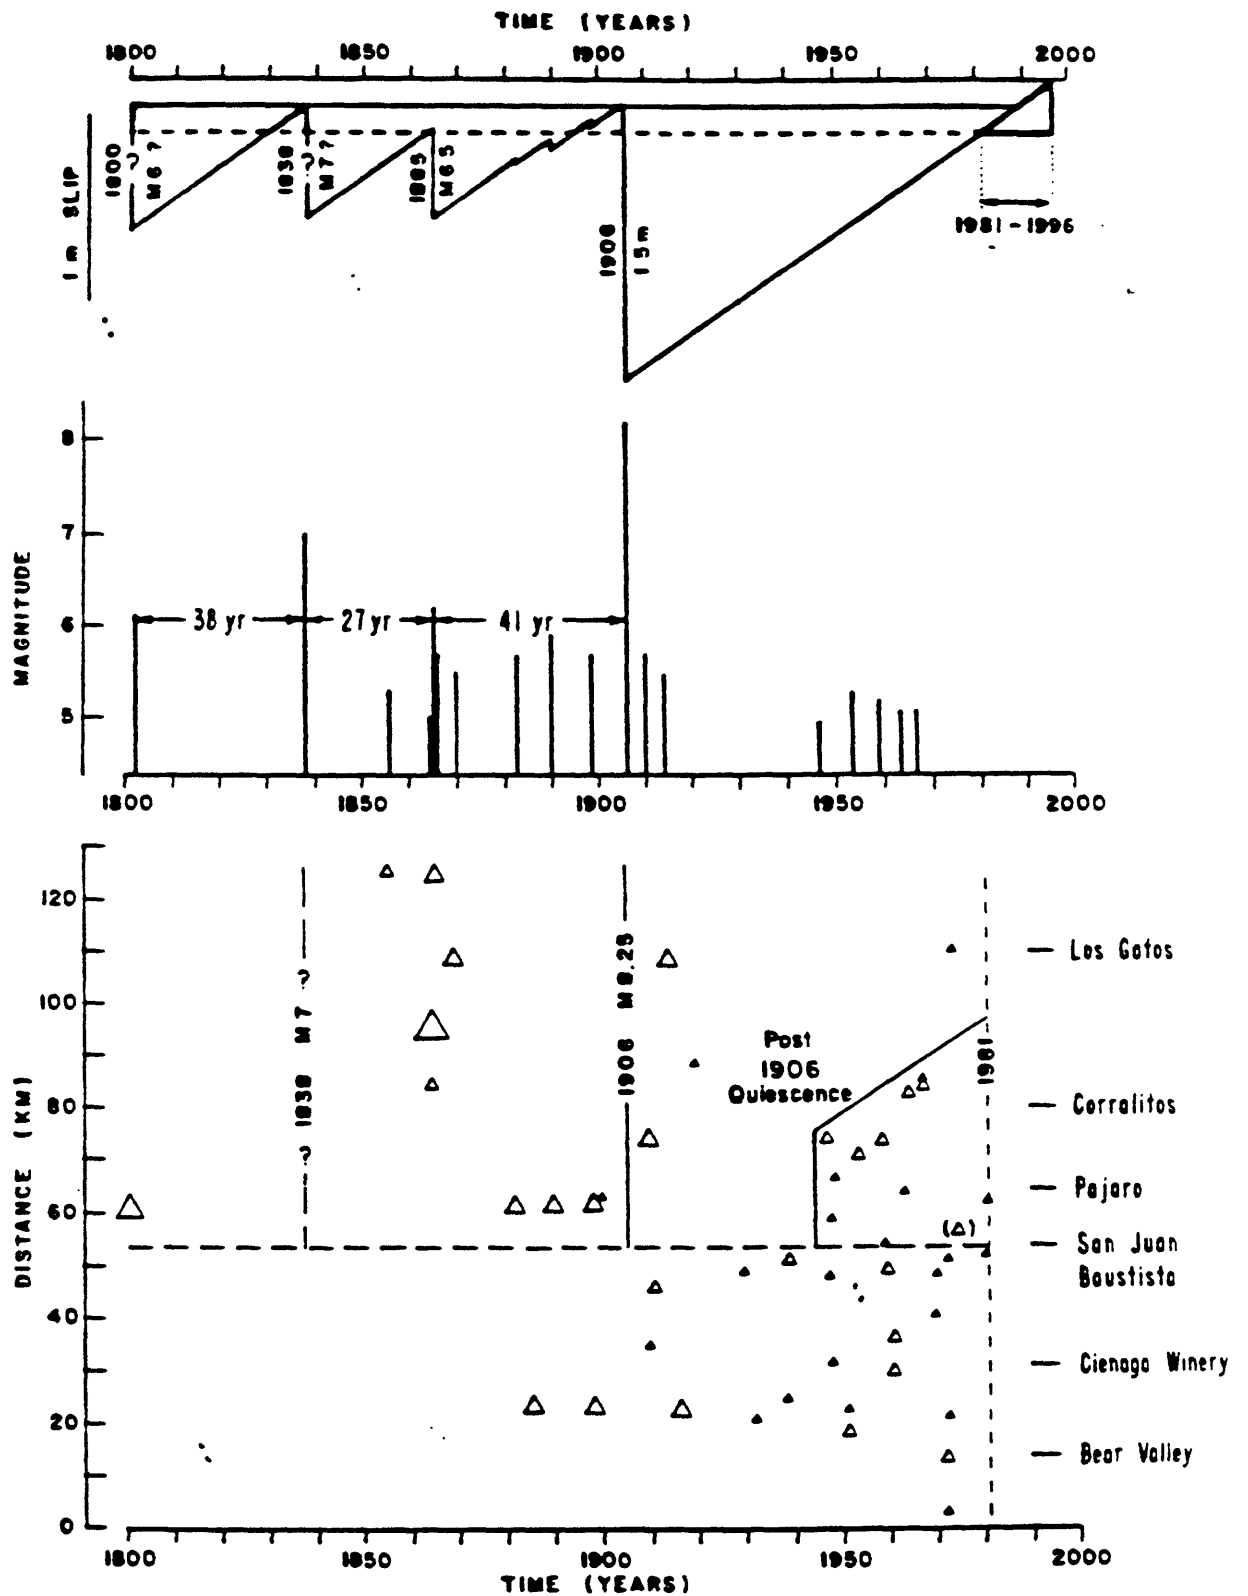 TIME (YEARS)
1800 1850 1900 1950 2000
1 m SLIP
1800 ?
M6 ?
1838 ?
M7 ?
1865
M6 5
1906
1 5 m
1981 - 1996
MAGNITUDE
8
7
6
5
38 yr
27 yr
41 yr
1800 1850 1900 1950 2000
DISTANCE (KM)
120
100
80
60
40
20
0
? 1838 M7 ?
1906 M 8.25
Post
1906
Quiescence
1981
(△)
Los Gatos
Corralitos
Pajaro
San Juan
Baustista
Cienaga Winery
Bear Valley
1800 1850 1900 1950 2000
TIME (YEARS)